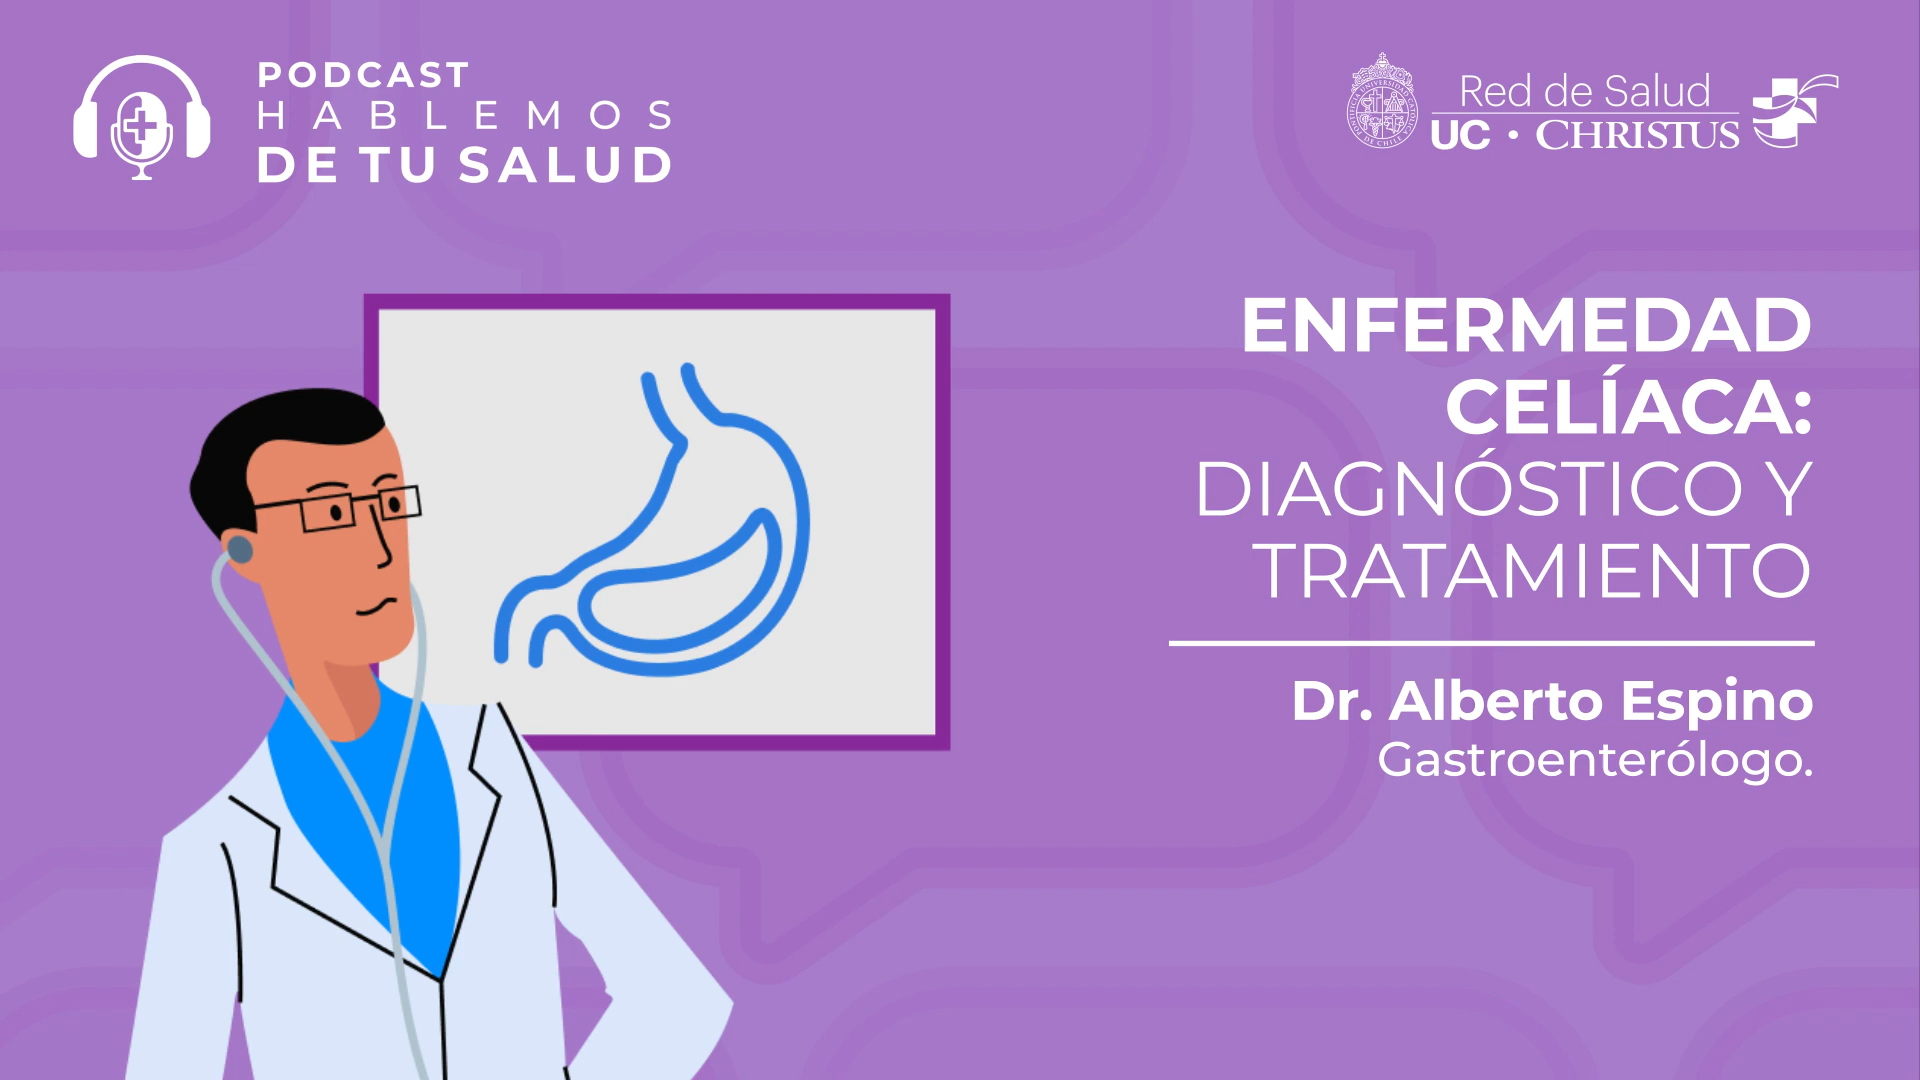 PODCAST
HABLEMOS
DE TU SALUD
Red de Salud
UC • CHRISTUS
ENFERMEDAD
CELÍACA:
DIAGNÓSTICO Y
TRATAMIENTO
Dr. Alberto Espino
Gastroenterólogo.